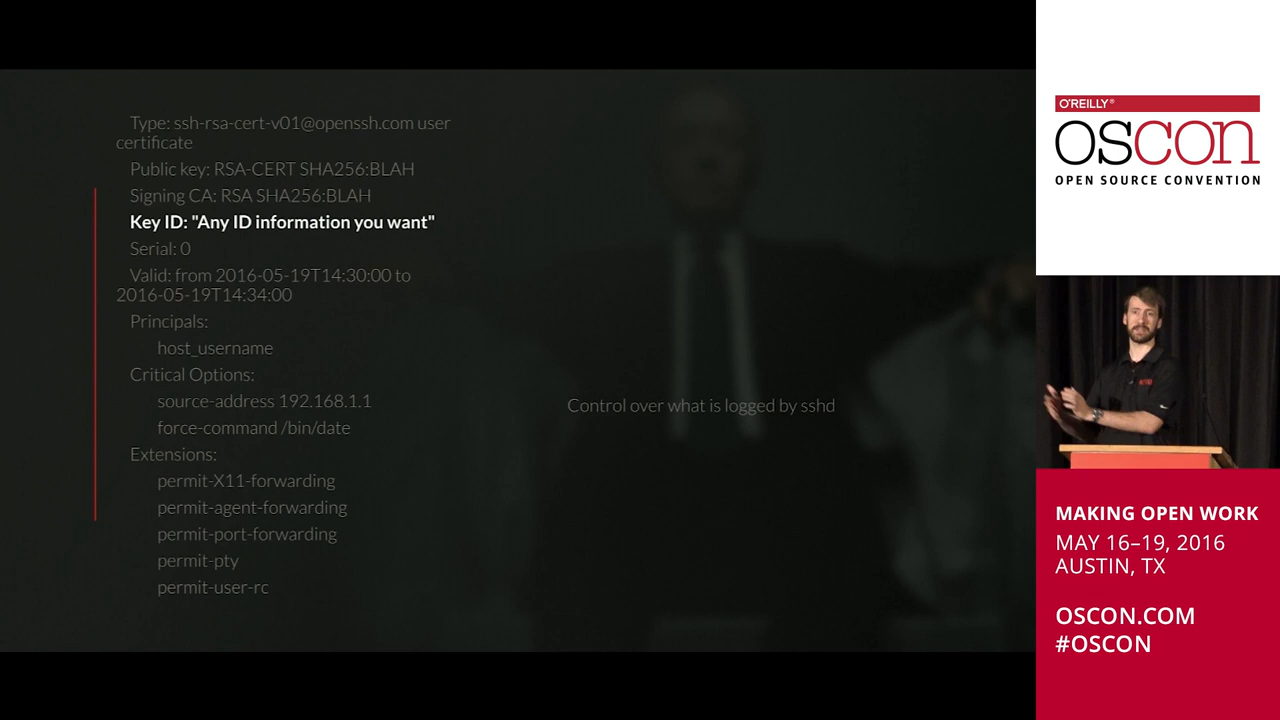 Type: ssh-rsa-cert-v01@openssh.com user
certificate
Public key: RSA-CERT SHA256:BLAH
Signing CA: RSA SHA256:BLAH
Key ID: "Any ID information you want"
Serial: 0
Valid: from 2016-05-19T14:30:00 to
2016-05-19T14:34:00
Principals:
host_username
Critical Options:
source-address 192.168.1.1
force-command /bin/date
Extensions:
permit-X11-forwarding
permit-agent-forwarding
permit-port-forwarding
permit-pty
permit-user-rc
Control over what is logged by sshd
O'REILLY®
OSCON
OPEN SOURCE CONVENTION
MAKING OPEN WORK
MAY 16–19, 2016
AUSTIN, TX
OSCON.COM
#OSCON